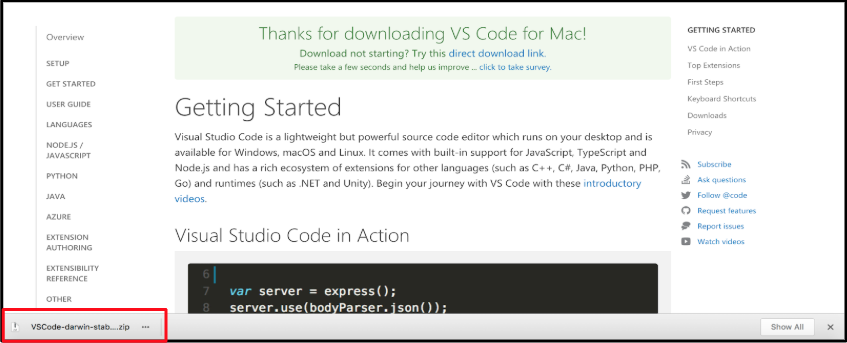 Overview
SETUP
GET STARTED
USER GUIDE
LANGUAGES
NODE.JS /
JAVASCRIPT
PYTHON
JAVA
AZURE
EXTENSION
AUTHORING
EXTENSIBILITY
REFERENCE
OTHER
Thanks for downloading VS Code for Mac!
Download not starting? Try this direct download link.
Please take a few seconds and help us improve ... click to take survey.
Getting Started
Visual Studio Code is a lightweight but powerful source code editor which runs on your desktop and is
available for Windows, macOS and Linux. It comes with built-in support for JavaScript, TypeScript and
Node.js and has a rich ecosystem of extensions for other languages (such as C++, C#, Java, Python, PHP,
Go) and runtimes (such as .NET and Unity). Begin your journey with VS Code with these introductory
videos.
Visual Studio Code in Action
6
7 var server = express();
8 server.use(bodyParser.json());
GETTING STARTED
VS Code in Action
Top Extensions
First Steps
Keyboard Shortcuts
Downloads
Privacy
Subscribe
Ask questions
Follow @code
Request features
Report issues
Watch videos
VSCode-darwin-stab....zip
Show All